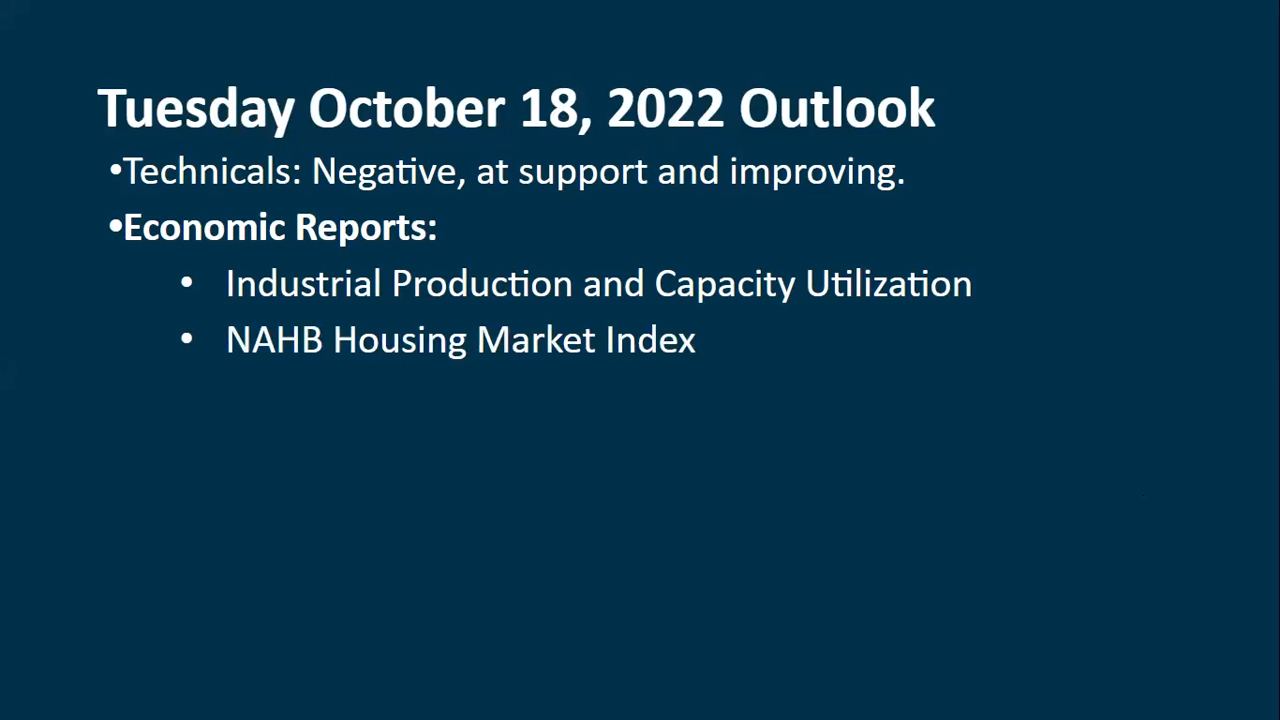 Tuesday October 18, 2022 Outlook
•Technicals: Negative, at support and improving.
•Economic Reports:
• Industrial Production and Capacity Utilization
• NAHB Housing Market Index